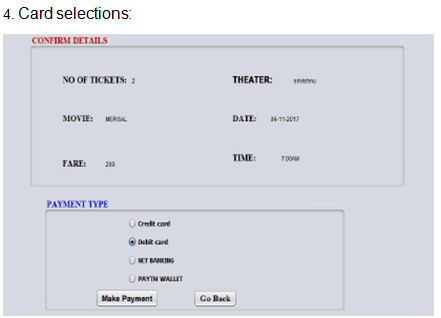 4. Card selections:
CONFIRM DETAILS
NO OF TICKETS: 2 THEATER: srivishnu
MOVIE: MERSAL DATE: 06-11-2017
FARE: 200 TIME: 7:00AM
PAYMENT TYPE
Credit card
Debit card
NET BANKING
PAYTM WALLET
Make Payment Go Back